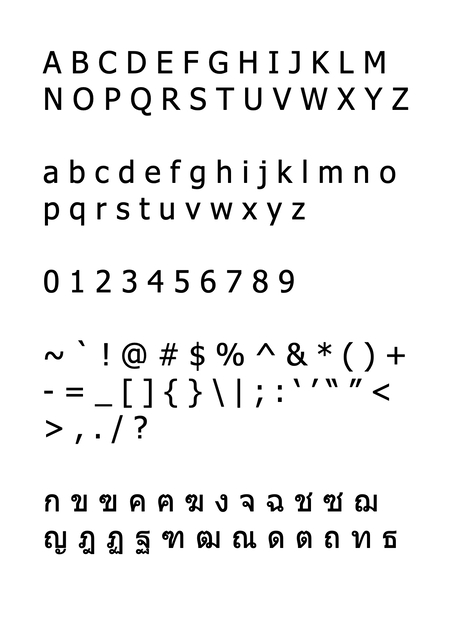 A B C D E F G H I J K L M
N O P Q R S T U V W X Y Z
a b c d e f g h i j k l m n o
p q r s t u v w x y z
0 1 2 3 4 5 6 7 8 9
~ ` ! @ # $ % ^ & * ( ) +
- = _ [ ] { } \ | ; : ‘ ’ “ ” <
> , . / ?
ก ข ฃ ค ฅ ฆ ง จ ฉ ช ซ ฌ
ญ ฎ ฏ ฐ ฑ ฒ ณ ด ต ถ ท ธ